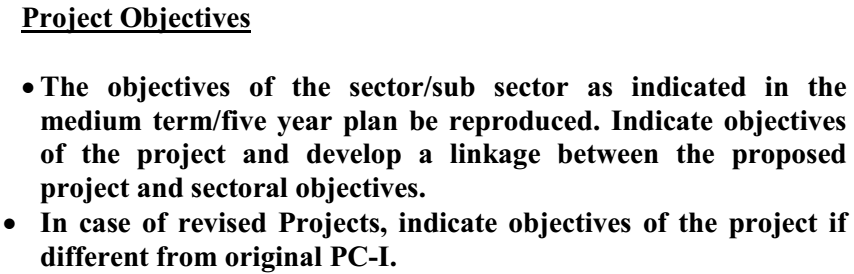 Project Objectives
• The objectives of the sector/sub sector as indicated in the
medium term/five year plan be reproduced. Indicate objectives
of the project and develop a linkage between the proposed
project and sectoral objectives.
• In case of revised Projects, indicate objectives of the project if
different from original PC-I.